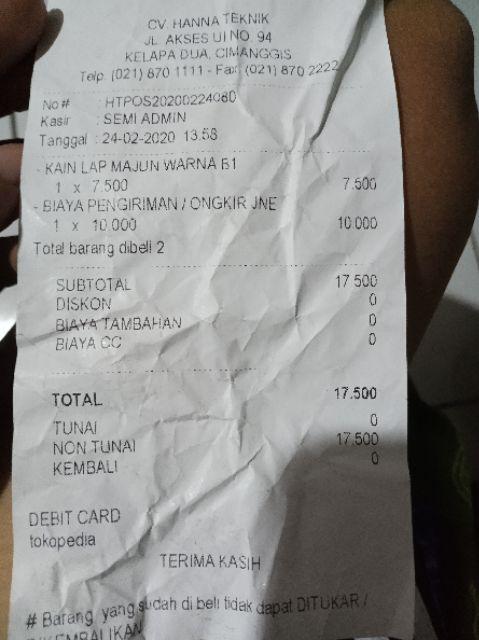 CV. HANNA TEKNIK
JL. AKSES UI NO. 94
KELAPA DUA, CIMANGGIS
Telp. (021) 870 1111 - Fax. (021) 870 2222
No # : HTPOS20200224080
Kasir : SEMI ADMIN
Tanggal : 24-02-2020 13:58
- KAIN LAP MAJUN WARNA B1
1 x 7.500 7.500
- BIAYA PENGIRIMAN / ONGKIR JNE
1 x 10.000 10.000
Total barang dibeli 2
SUBTOTAL 17.500
DISKON 0
BIAYA TAMBAHAN 0
BIAYA CC 0
TOTAL 17.500
TUNAI 0
NON TUNAI 17.500
KEMBALI 0
DEBIT CARD
tokopedia
TERIMA KASIH
# Barang yang sudah di beli tidak dapat DITUKAR /
DIKEMBALIKAN